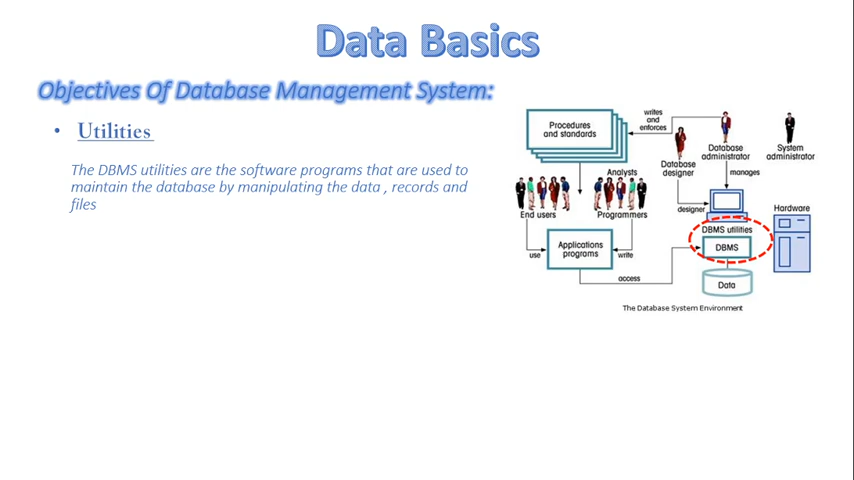 Data Basics
Objectives Of Database Management System:
• Utilities
The DBMS utilities are the software programs that are used to
maintain the database by manipulating the data , records and
files
Procedures
and standards
writes
and
enforces
Database
designer
Database
administrator
System
administrator
Analysts
manages
End users
Programmers
designer
Hardware
DBMS utilities
DBMS
Applications
programs
use
write
access
Data
The Database System Environment